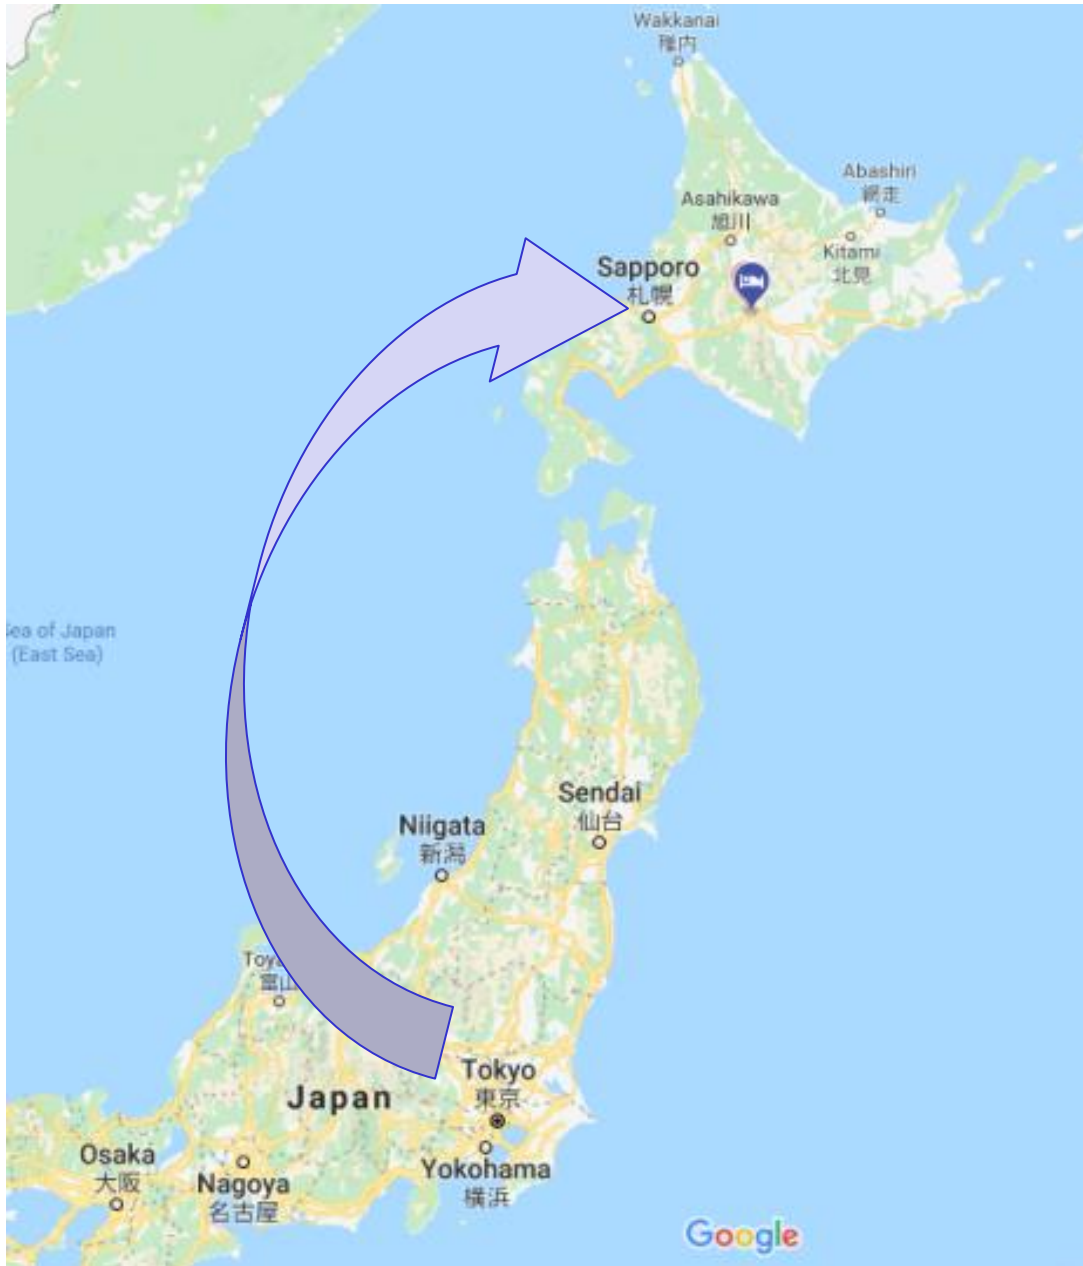 Wakkanai
稚内
Abashiri
網走
Asahikawa
旭川
Kitami
北見
Sapporo
札幌
Sea of Japan
(East Sea)
Sendai
仙台
Niigata
新潟
富山
Tokyo
東京
Japan
Osaka
大阪
Nagoya
名古屋
Yokohama
横浜
Google